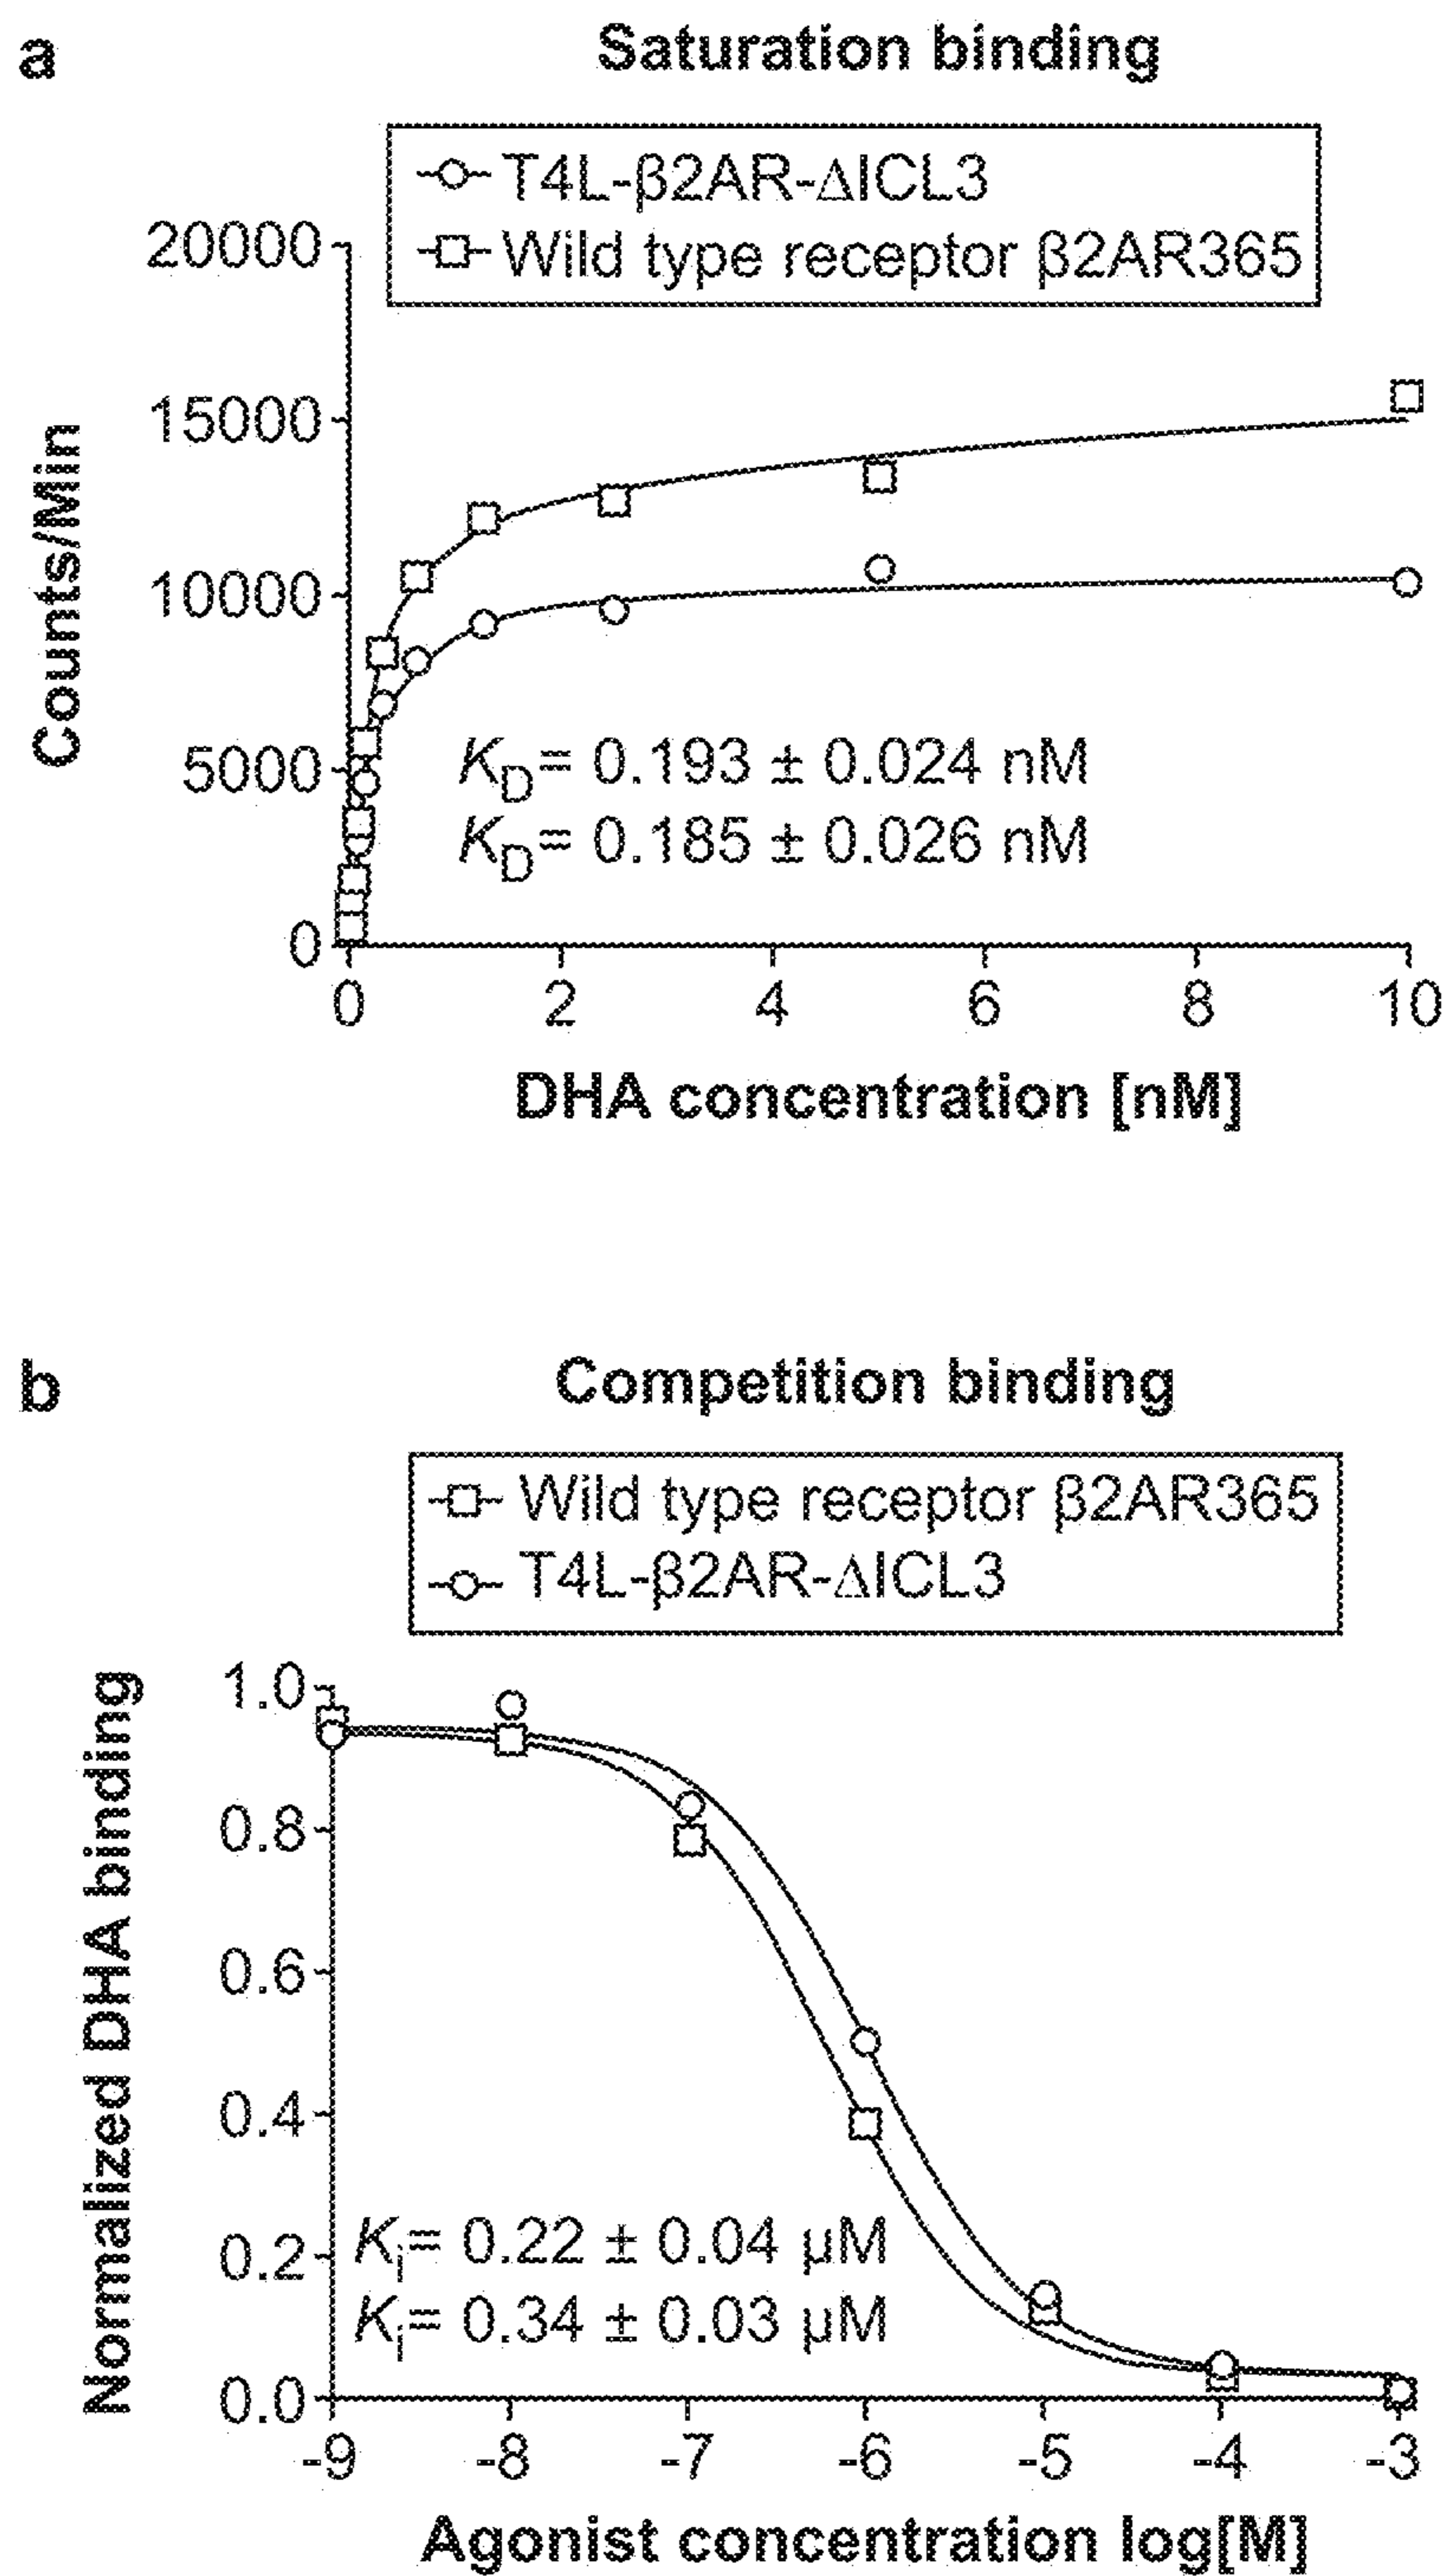 a
Saturation binding
T4L-β2AR-ΔICL3
Wild type receptor β2AR365
20000
15000
10000
5000
0
Counts/Min
KD= 0.193 ± 0.024 nM
KD= 0.185 ± 0.026 nM
0 2 4 6 8 10
DHA concentration [nM]
b
Competition binding
Wild type receptor β2AR365
T4L-β2AR-ΔICL3
1.0
0.8
0.6
0.4
0.2
0.0
Normalized DHA binding
Ki= 0.22 ± 0.04 µM
Ki= 0.34 ± 0.03 µM
-9 -8 -7 -6 -5 -4 -3
Agonist concentration log[M]